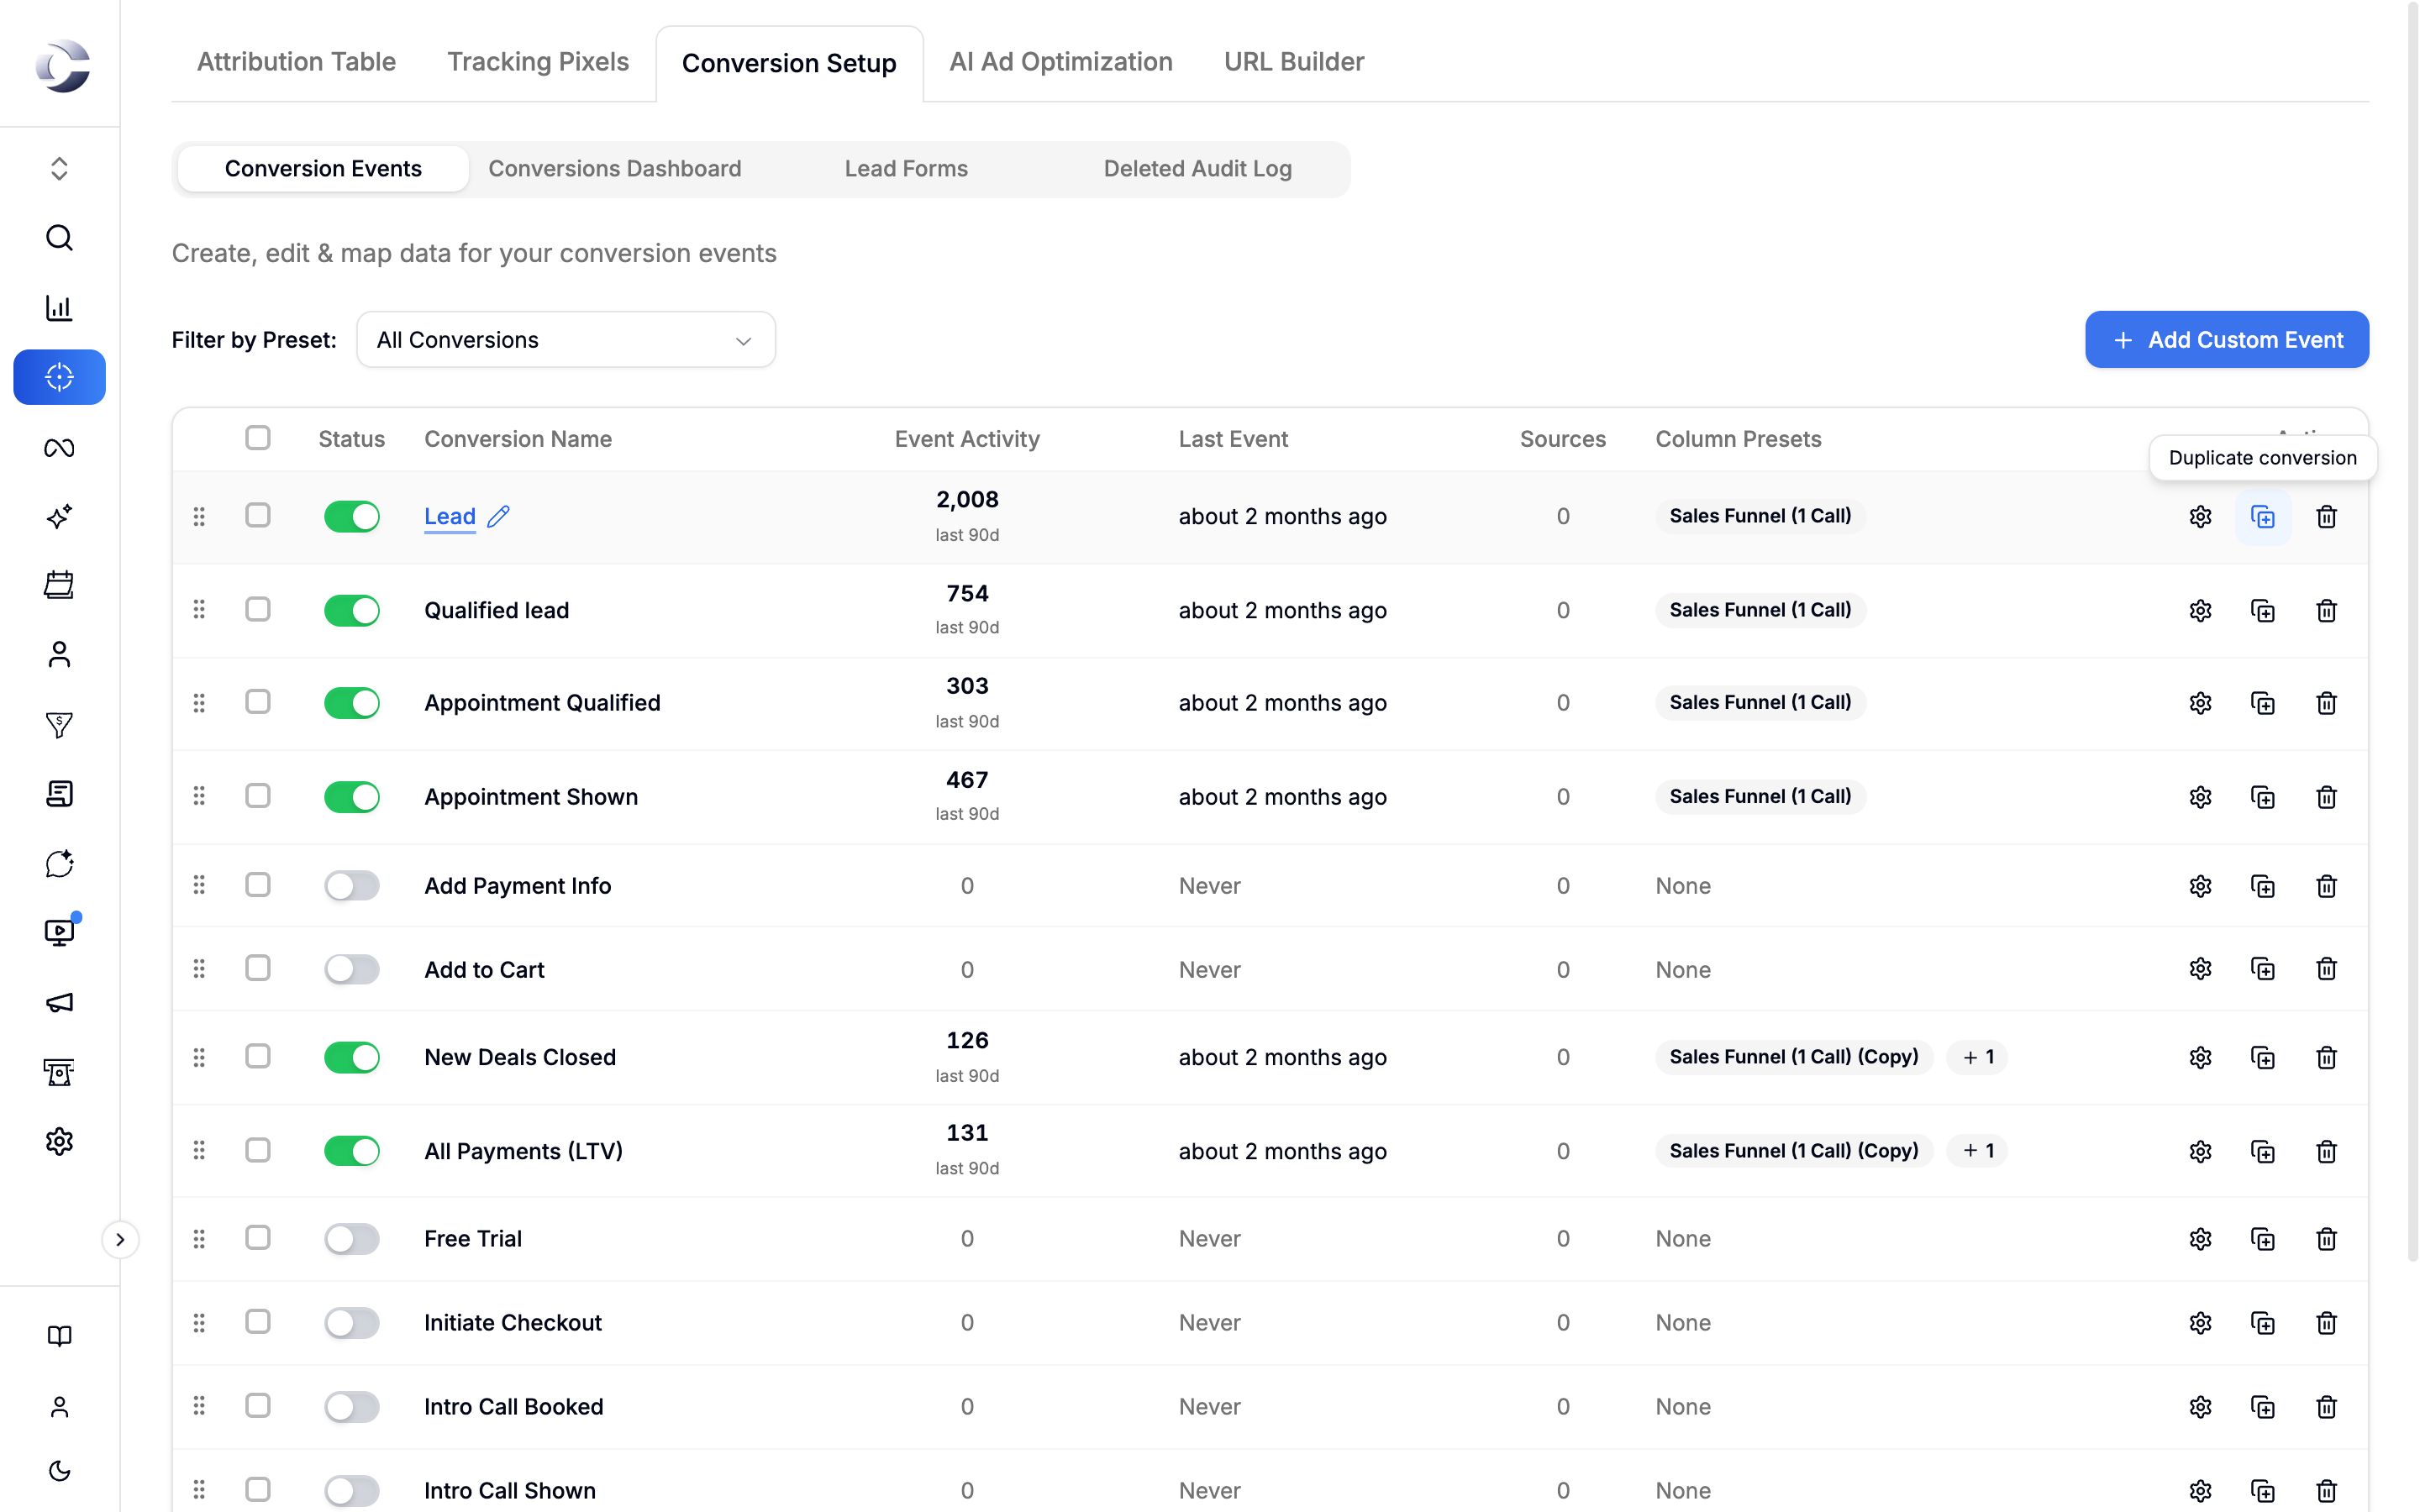 Attribution Table Tracking Pixels Conversion Setup AI Ad Optimization URL Builder
Conversion Events Conversions Dashboard Lead Forms Deleted Audit Log
Create, edit & map data for your conversion events
Filter by Preset: All Conversions + Add Custom Event
Status Conversion Name Event Activity Last Event Sources Column Presets
Duplicate conversion
Lead 2,008 about 2 months ago 0 Sales Funnel (1 Call)
last 90d
Qualified lead 754 about 2 months ago 0 Sales Funnel (1 Call)
last 90d
Appointment Qualified 303 about 2 months ago 0 Sales Funnel (1 Call)
last 90d
Appointment Shown 467 about 2 months ago 0 Sales Funnel (1 Call)
last 90d
Add Payment Info 0 Never 0 None
Add to Cart 0 Never 0 None
New Deals Closed 126 about 2 months ago 0 Sales Funnel (1 Call) (Copy) + 1
last 90d
All Payments (LTV) 131 about 2 months ago 0 Sales Funnel (1 Call) (Copy) + 1
last 90d
Free Trial 0 Never 0 None
Initiate Checkout 0 Never 0 None
Intro Call Booked 0 Never 0 None
Intro Call Shown 0 Never 0 None